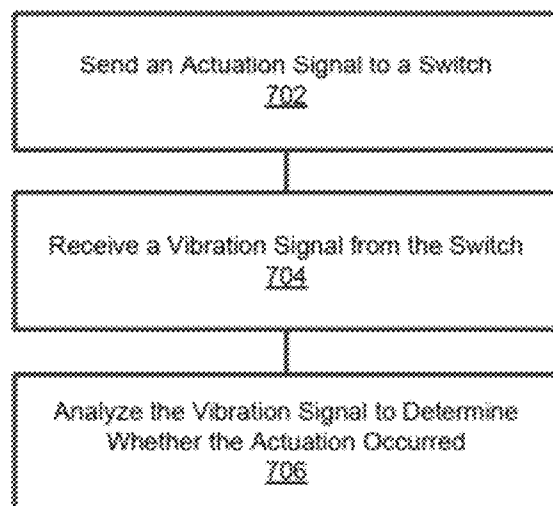 Send an Actuation Signal to a Switch
702
Receive a Vibration Signal from the Switch
704
Analyze the Vibration Signal to Determine
Whether the Actuation Occurred
706